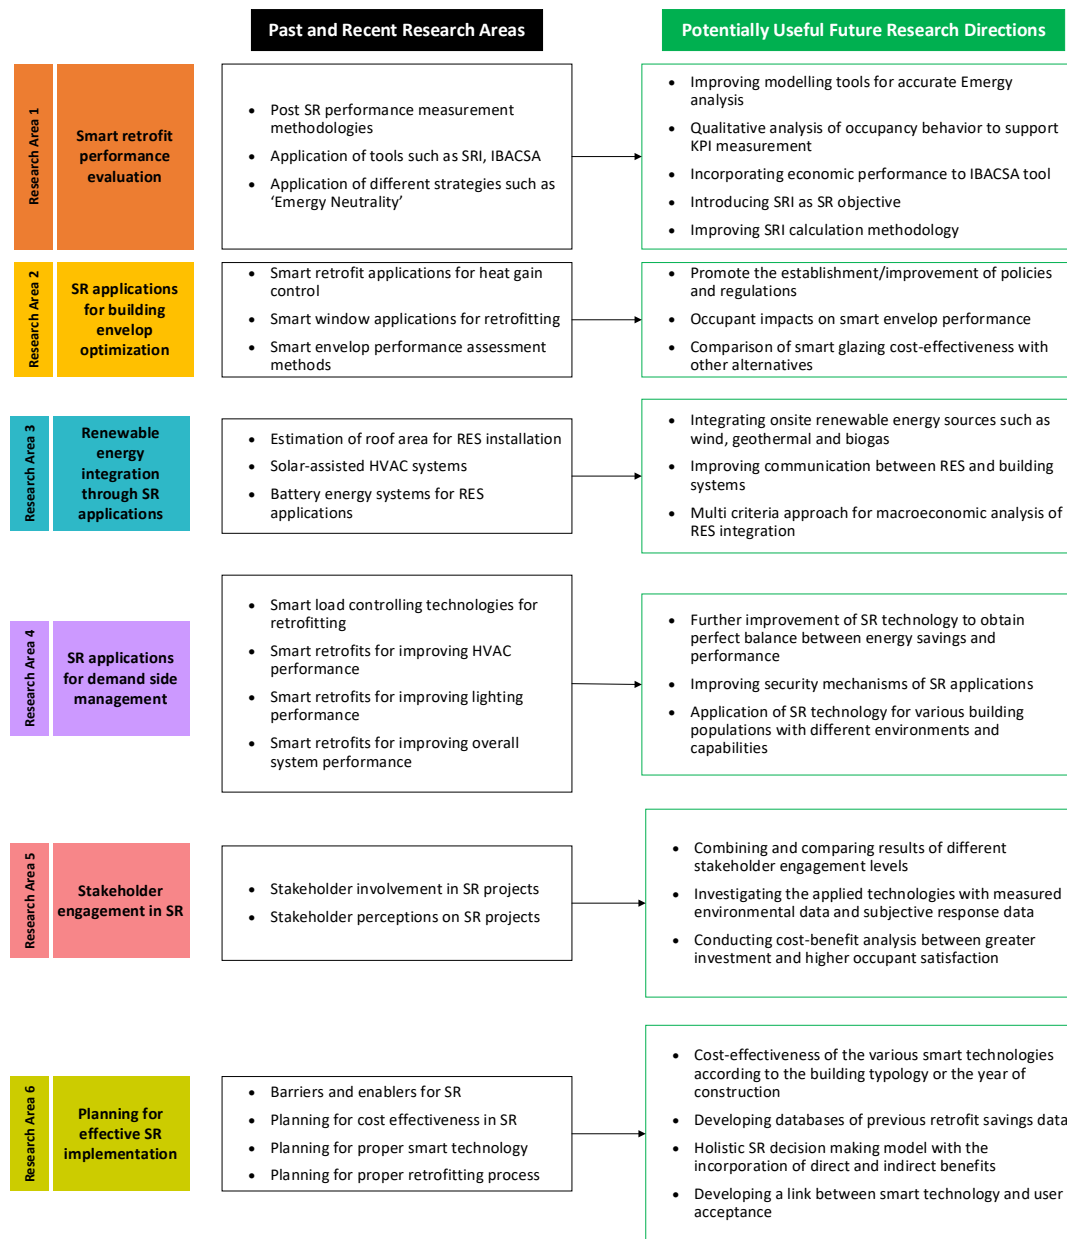 Past and Recent Research Areas
Potentially Useful Future Research Directions
Research Area 1
Smart retrofit
performance
evaluation
• Post SR performance measurement
methodologies
• Application of tools such as SRI, IBACSA
• Application of different strategies such as
‘Emergy Neutrality’
• Improving modelling tools for accurate Emergy
analysis
• Qualitative analysis of occupancy behavior to support
KPI measurement
• Incorporating economic performance to IBACSA tool
• Introducing SRI as SR objective
• Improving SRI calculation methodology
Research Area 2
SR applications
for building
envelop
optimization
• Smart retrofit applications for heat gain
control
• Smart window applications for retrofitting
• Smart envelop performance assessment
methods
• Promote the establishment/improvement of policies
and regulations
• Occupant impacts on smart envelop performance
• Comparison of smart glazing cost-effectiveness with
other alternatives
Research Area 3
Renewable
energy
integration
through SR
applications
• Estimation of roof area for RES installation
• Solar-assisted HVAC systems
• Battery energy systems for RES
applications
• Integrating onsite renewable energy sources such as
wind, geothermal and biogas
• Improving communication between RES and building
systems
• Multi criteria approach for macroeconomic analysis of
RES integration
Research Area 4
SR applications
for demand side
management
• Smart load controlling technologies for
retrofitting
• Smart retrofits for improving HVAC
performance
• Smart retrofits for improving lighting
performance
• Smart retrofits for improving overall
system performance
• Further improvement of SR technology to obtain
perfect balance between energy savings and
performance
• Improving security mechanisms of SR applications
• Application of SR technology for various building
populations with different environments and
capabilities
Research Area 5
Stakeholder
engagement in SR
• Stakeholder involvement in SR projects
• Stakeholder perceptions on SR projects
• Combining and comparing results of different
stakeholder engagement levels
• Investigating the applied technologies with measured
environmental data and subjective response data
• Conducting cost-benefit analysis between greater
investment and higher occupant satisfaction
Research Area 6
Planning for
effective SR
implementation
• Barriers and enablers for SR
• Planning for cost effectiveness in SR
• Planning for proper smart technology
• Planning for proper retrofitting process
• Cost-effectiveness of the various smart technologies
according to the building typology or the year of
construction
• Developing databases of previous retrofit savings data
• Holistic SR decision making model with the
incorporation of direct and indirect benefits
• Developing a link between smart technology and user
acceptance